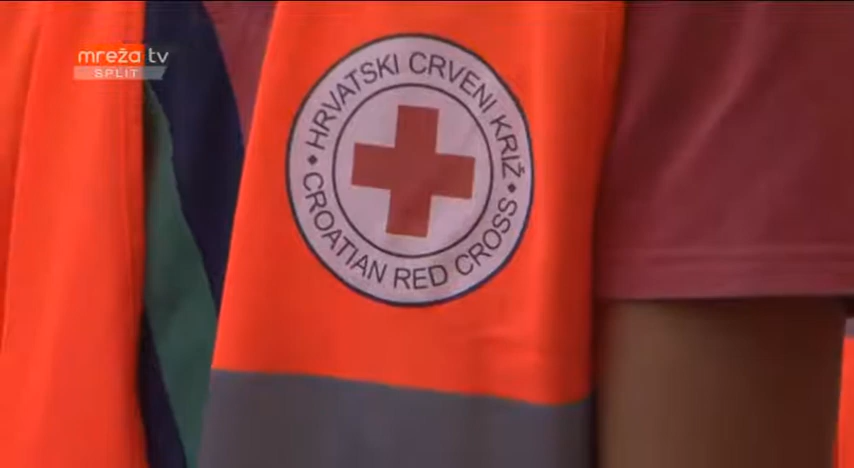 mreža tv
SPLIT
HRVATSKI CRVENI KRIŽ
CROATIAN RED CROSS